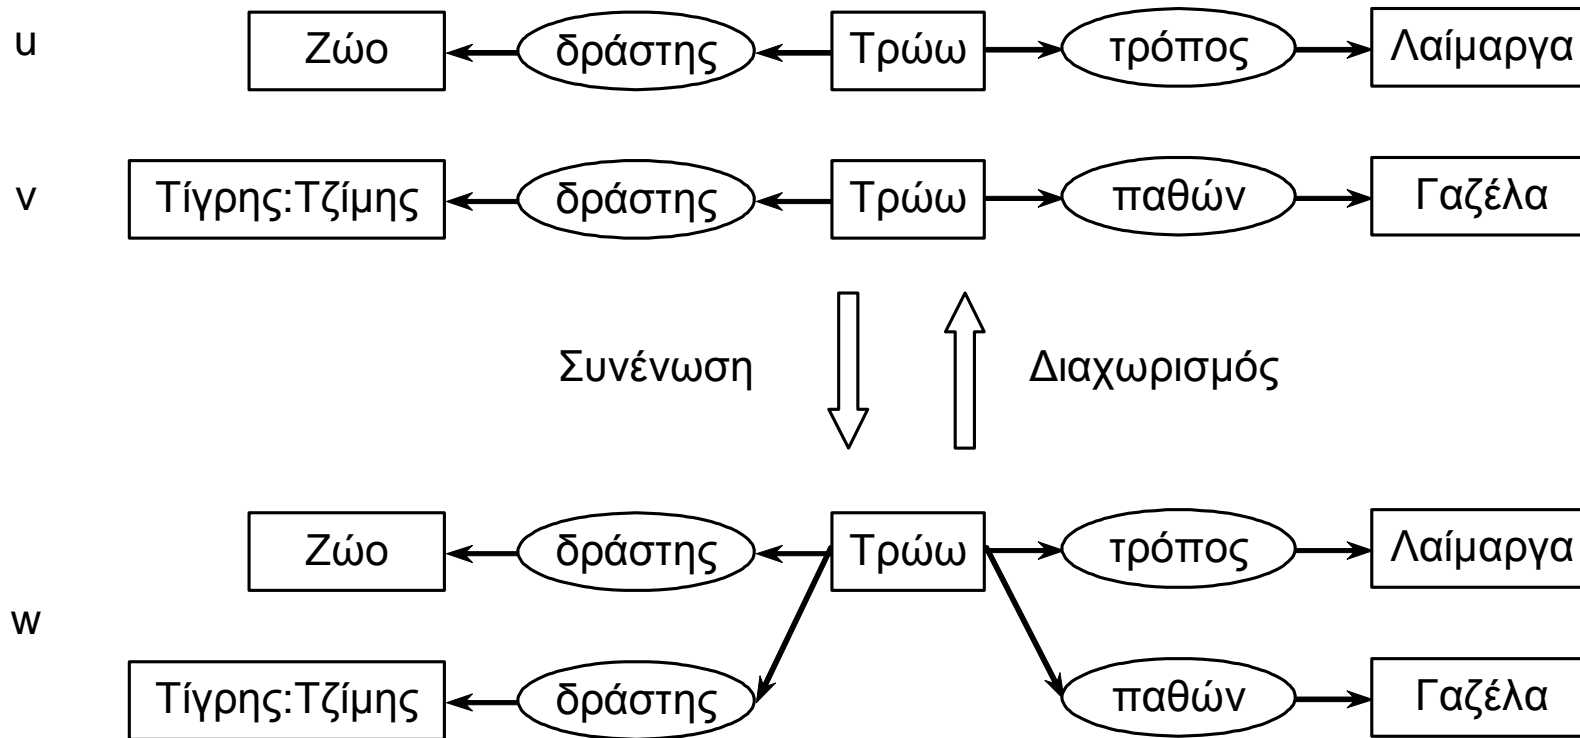 u Ζώο δράστης Τρώω τρόπος Λαίμαργα
v Τίγρης:Τζίμης δράστης Τρώω παθών Γαζέλα
Συνένωση Διαχωρισμός
Ζώο δράστης Τρώω τρόπος Λαίμαργα
w
Τίγρης:Τζίμης δράστης παθών Γαζέλα